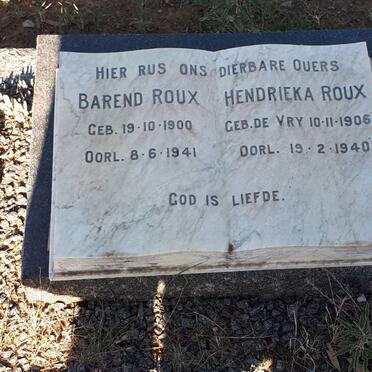 HIER RUS ONS DIERBARE OUERS
BAREND ROUX HENDRIEKA ROUX
GEB. 19-10-1900 GEB. DE VRY 10-11-1906
OORL. 8-6-1941 OORL. 19-2-1940
GOD IS LIEFDE.